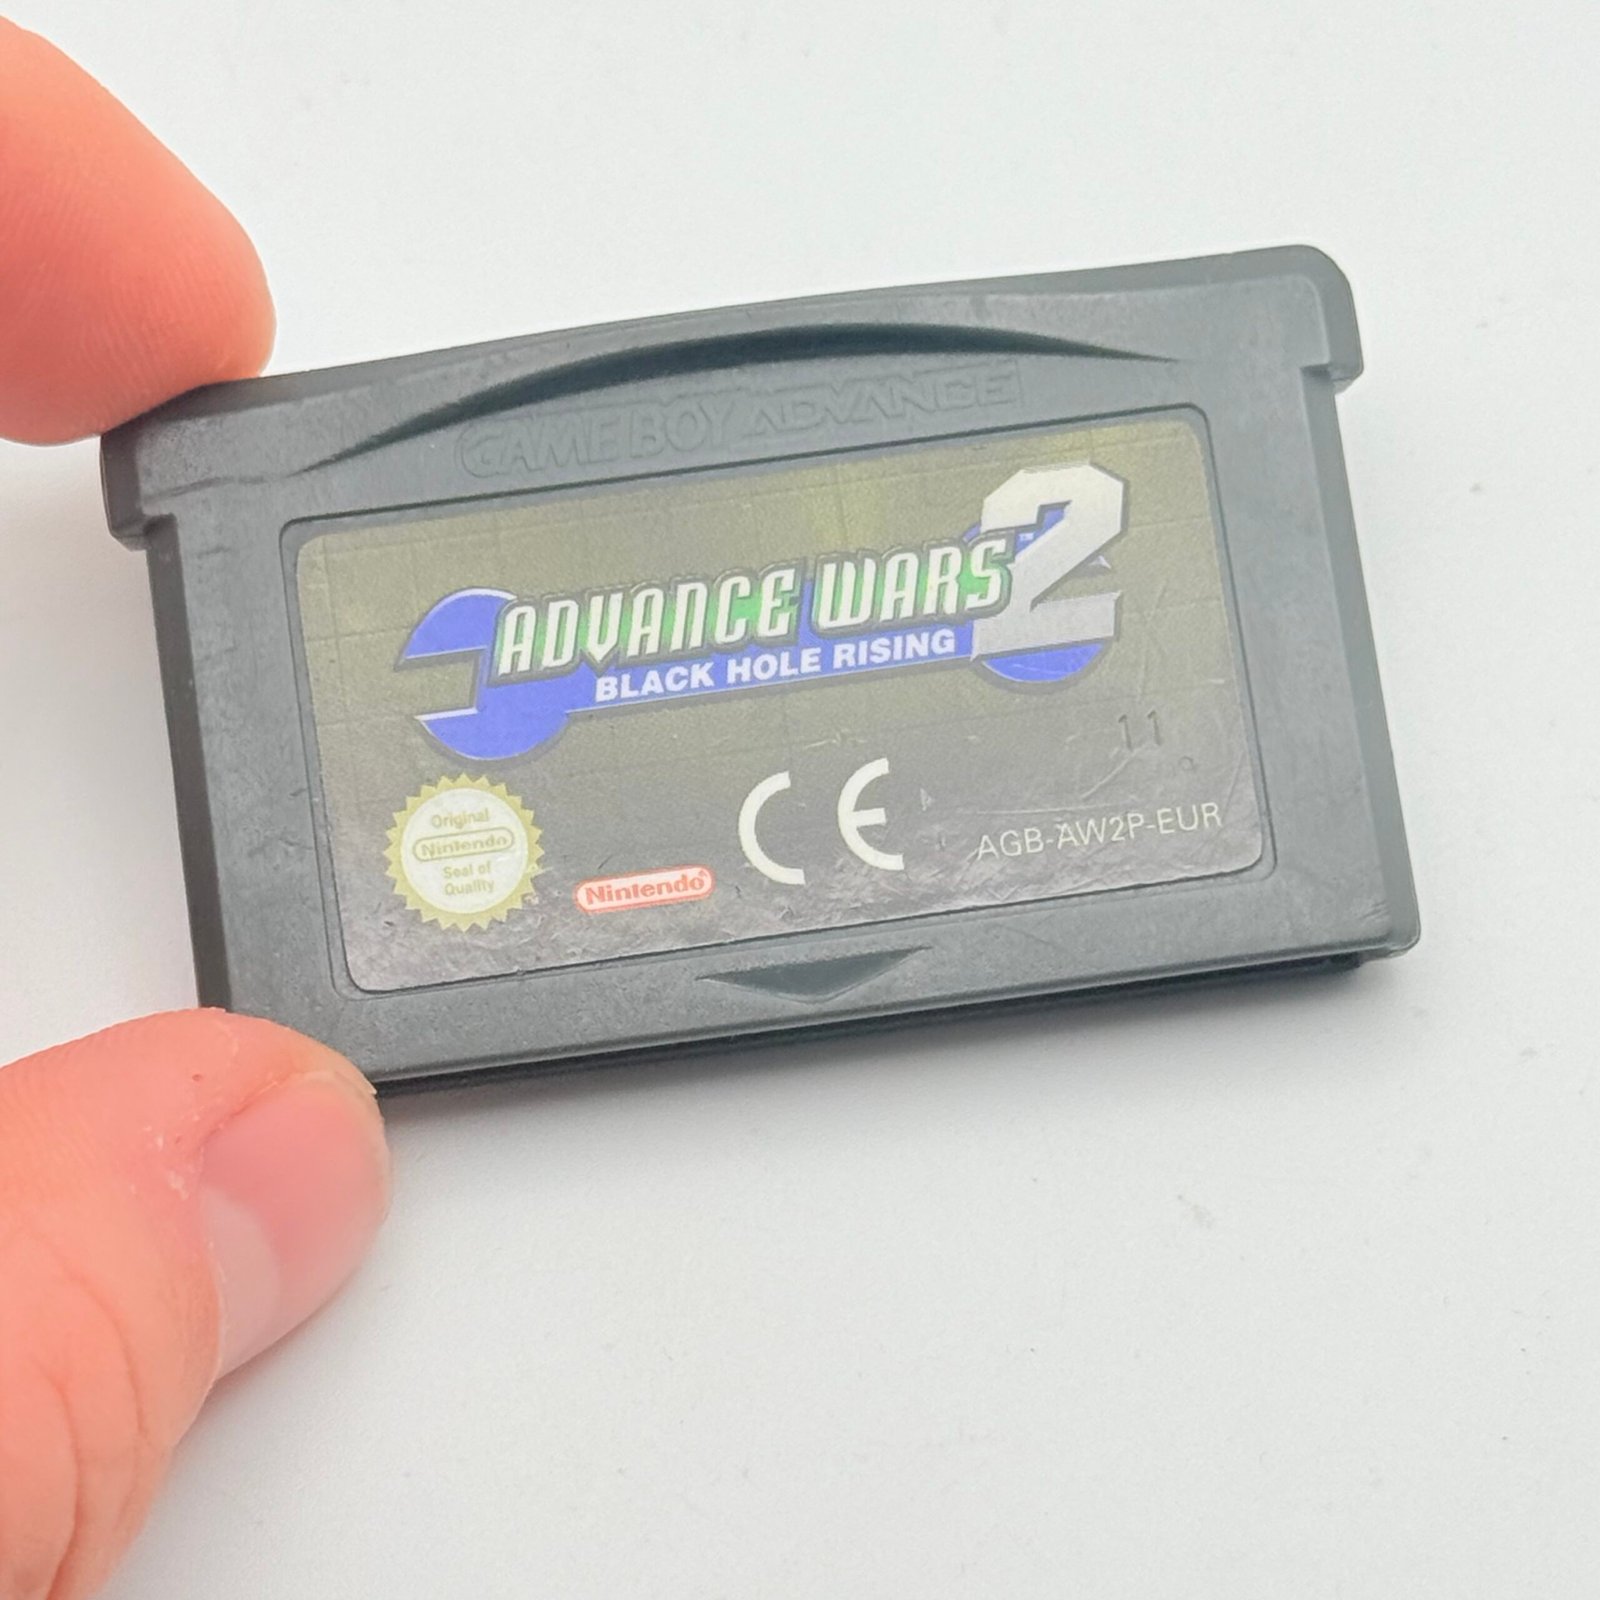 GAME BOY ADVANCE
ADVANCE WARS 2™
BLACK HOLE RISING
11
Original
Nintendo
Seal of
Quality
Nintendo®
CE
AGB-AW2P-EUR